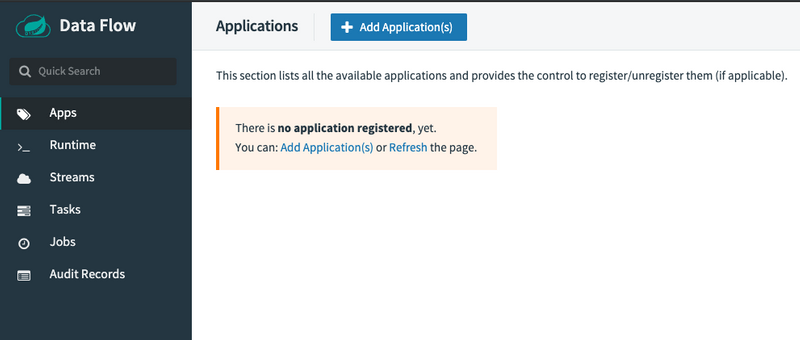 Data Flow
Quick Search
Apps
Runtime
Streams
Tasks
Jobs
Audit Records
Applications
Add Application(s)
This section lists all the available applications and provides the control to register/unregister them (if applicable).
There is no application registered, yet.
You can: Add Application(s) or Refresh the page.